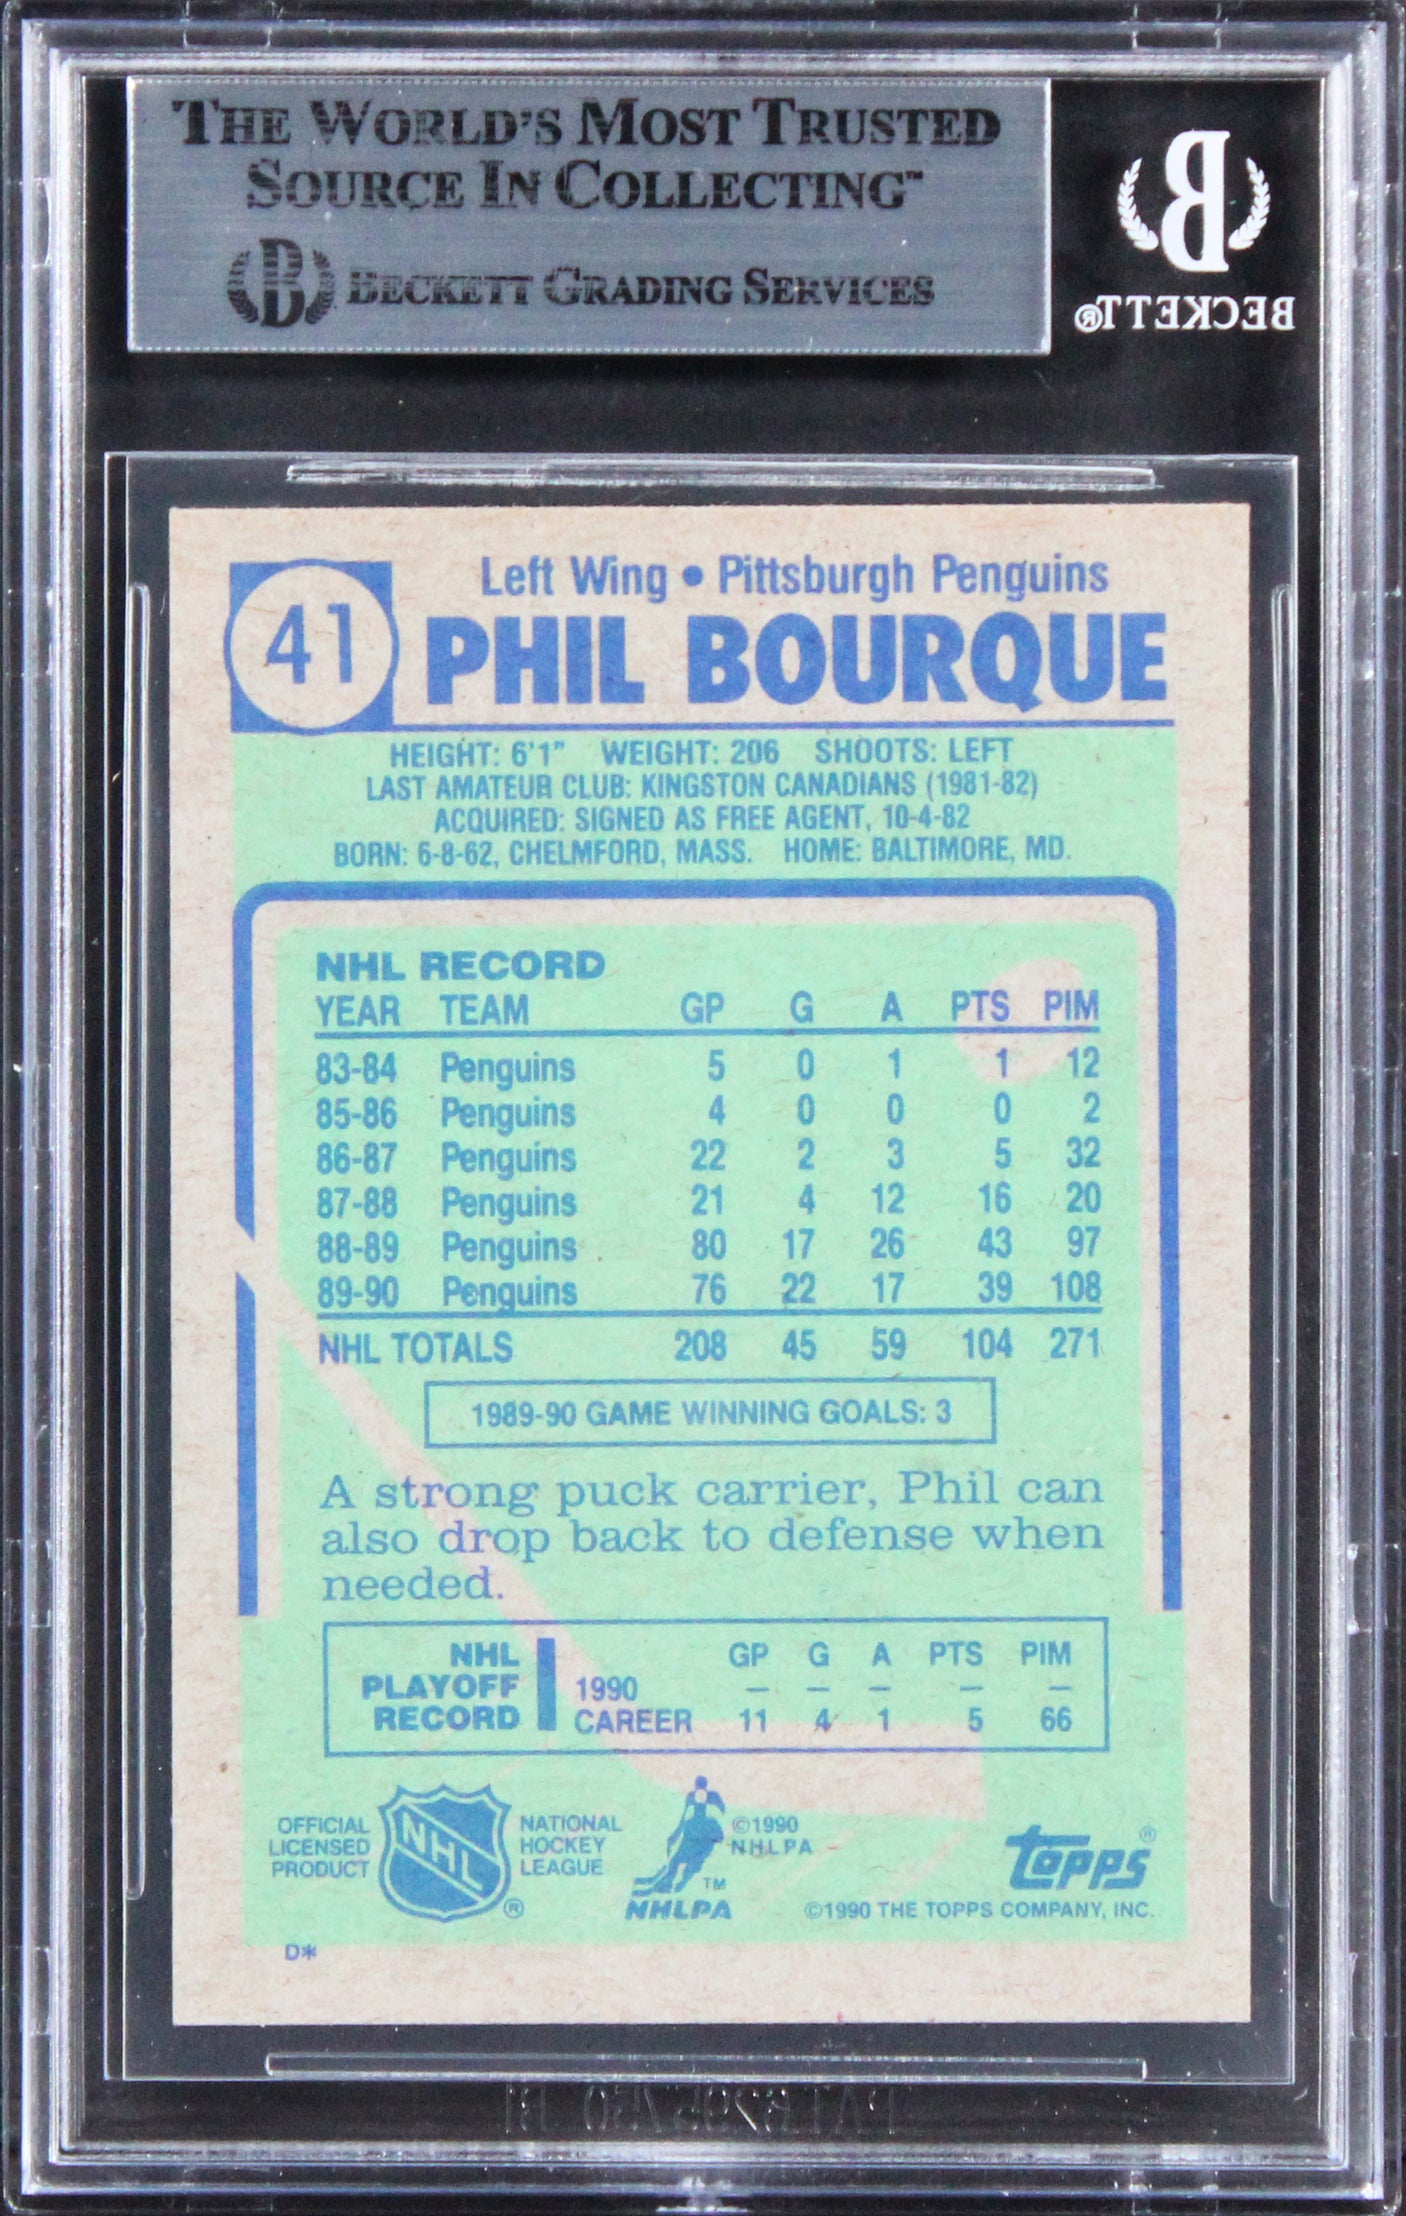 THE WORLD'S MOST TRUSTED
SOURCE IN COLLECTING™
B BECKETT GRADING SERVICES
B
BECKETT®
41
Left Wing • Pittsburgh Penguins
PHIL BOURQUE
HEIGHT: 6'1" WEIGHT: 206 SHOOTS: LEFT
LAST AMATEUR CLUB: KINGSTON CANADIANS (1981-82)
ACQUIRED: SIGNED AS FREE AGENT, 10-4-82
BORN: 6-8-62, CHELMFORD, MASS. HOME: BALTIMORE, MD.
NHL RECORD
YEAR TEAM GP G A PTS PIM
83-84 Penguins 5 0 1 1 12
85-86 Penguins 4 0 0 0 2
86-87 Penguins 22 2 3 5 32
87-88 Penguins 21 4 12 16 20
88-89 Penguins 80 17 26 43 97
89-90 Penguins 76 22 17 39 108
NHL TOTALS 208 45 59 104 271
1989-90 GAME WINNING GOALS: 3
A strong puck carrier, Phil can
also drop back to defense when
needed.
NHL PLAYOFF RECORD
GP G A PTS PIM
1990 – – – – –
CAREER 11 4 1 5 66
OFFICIAL
LICENSED
PRODUCT
NHL
®
NATIONAL
HOCKEY
LEAGUE
TM
NHLPA
©1990
NHLPA
topps®
©1990 THE TOPPS COMPANY, INC.
D*